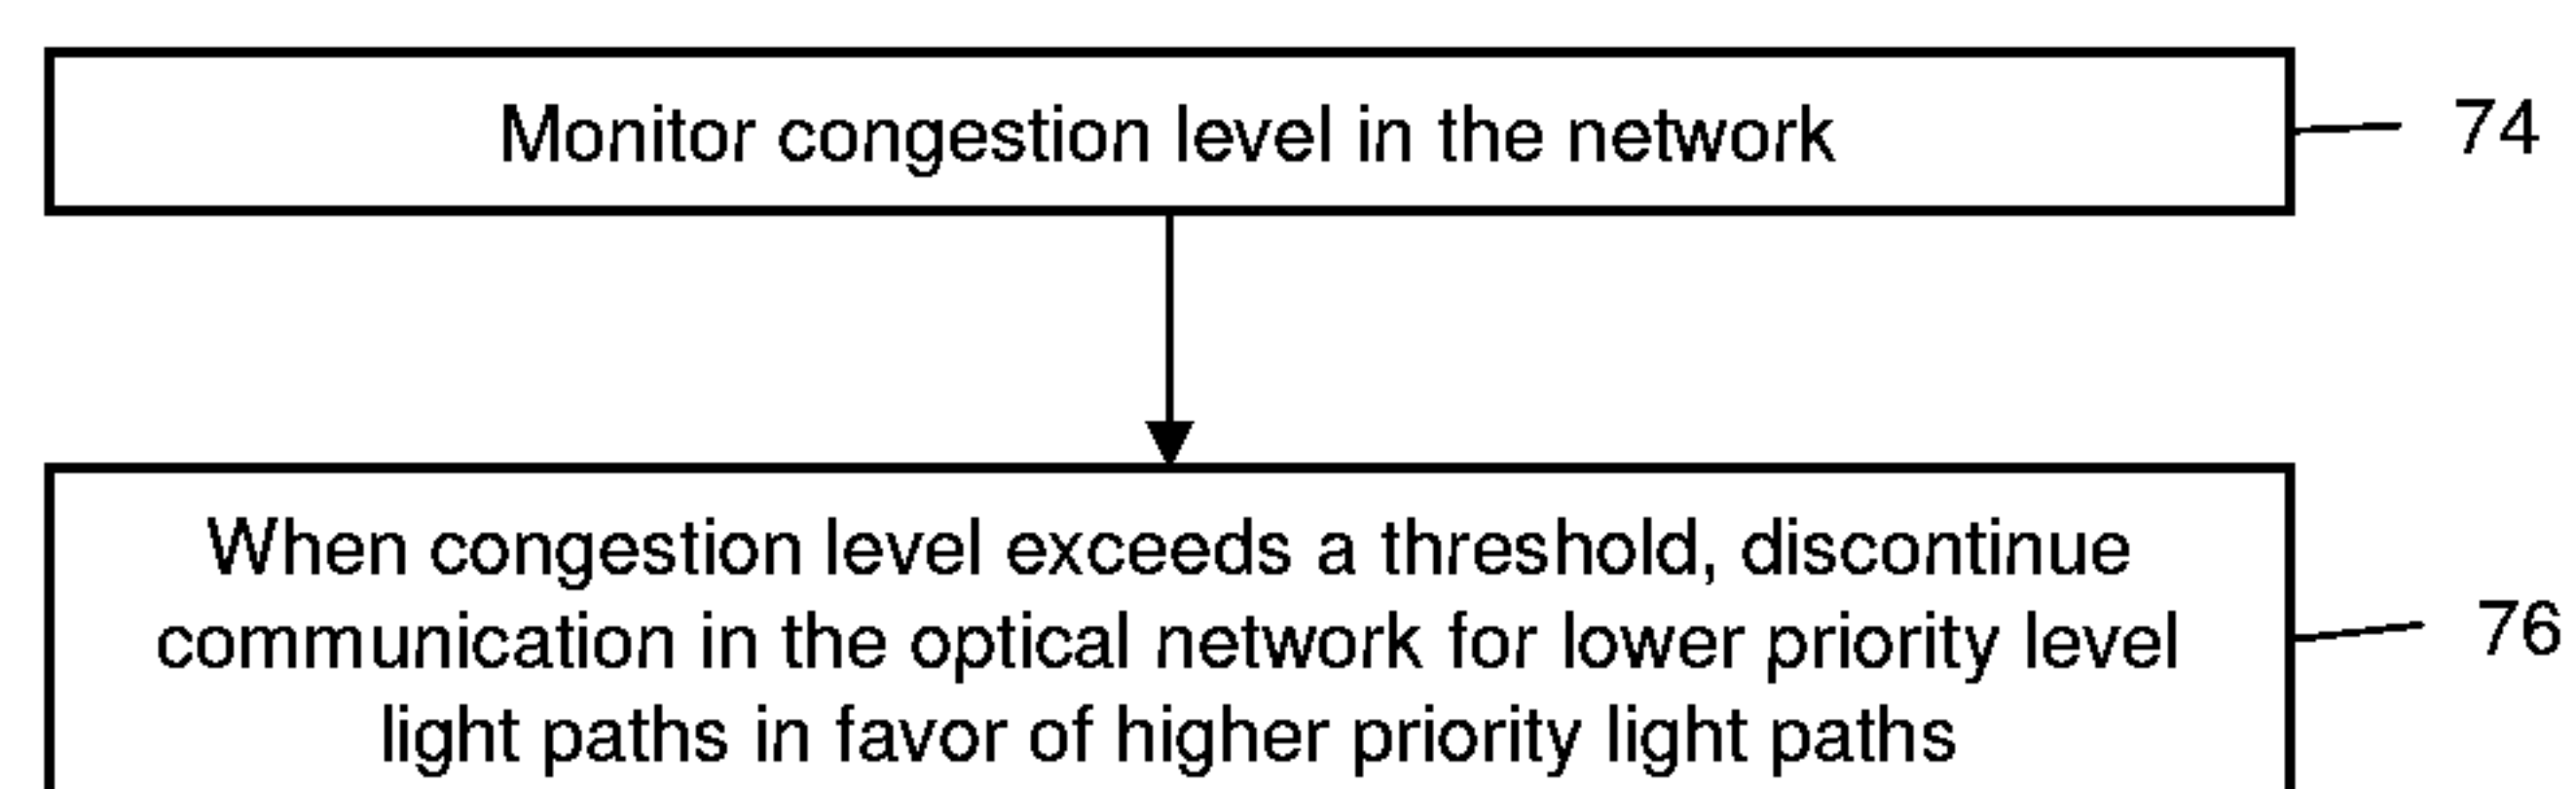 Monitor congestion level in the network
74
When congestion level exceeds a threshold, discontinue
communication in the optical network for lower priority level
light paths in favor of higher priority light paths
76